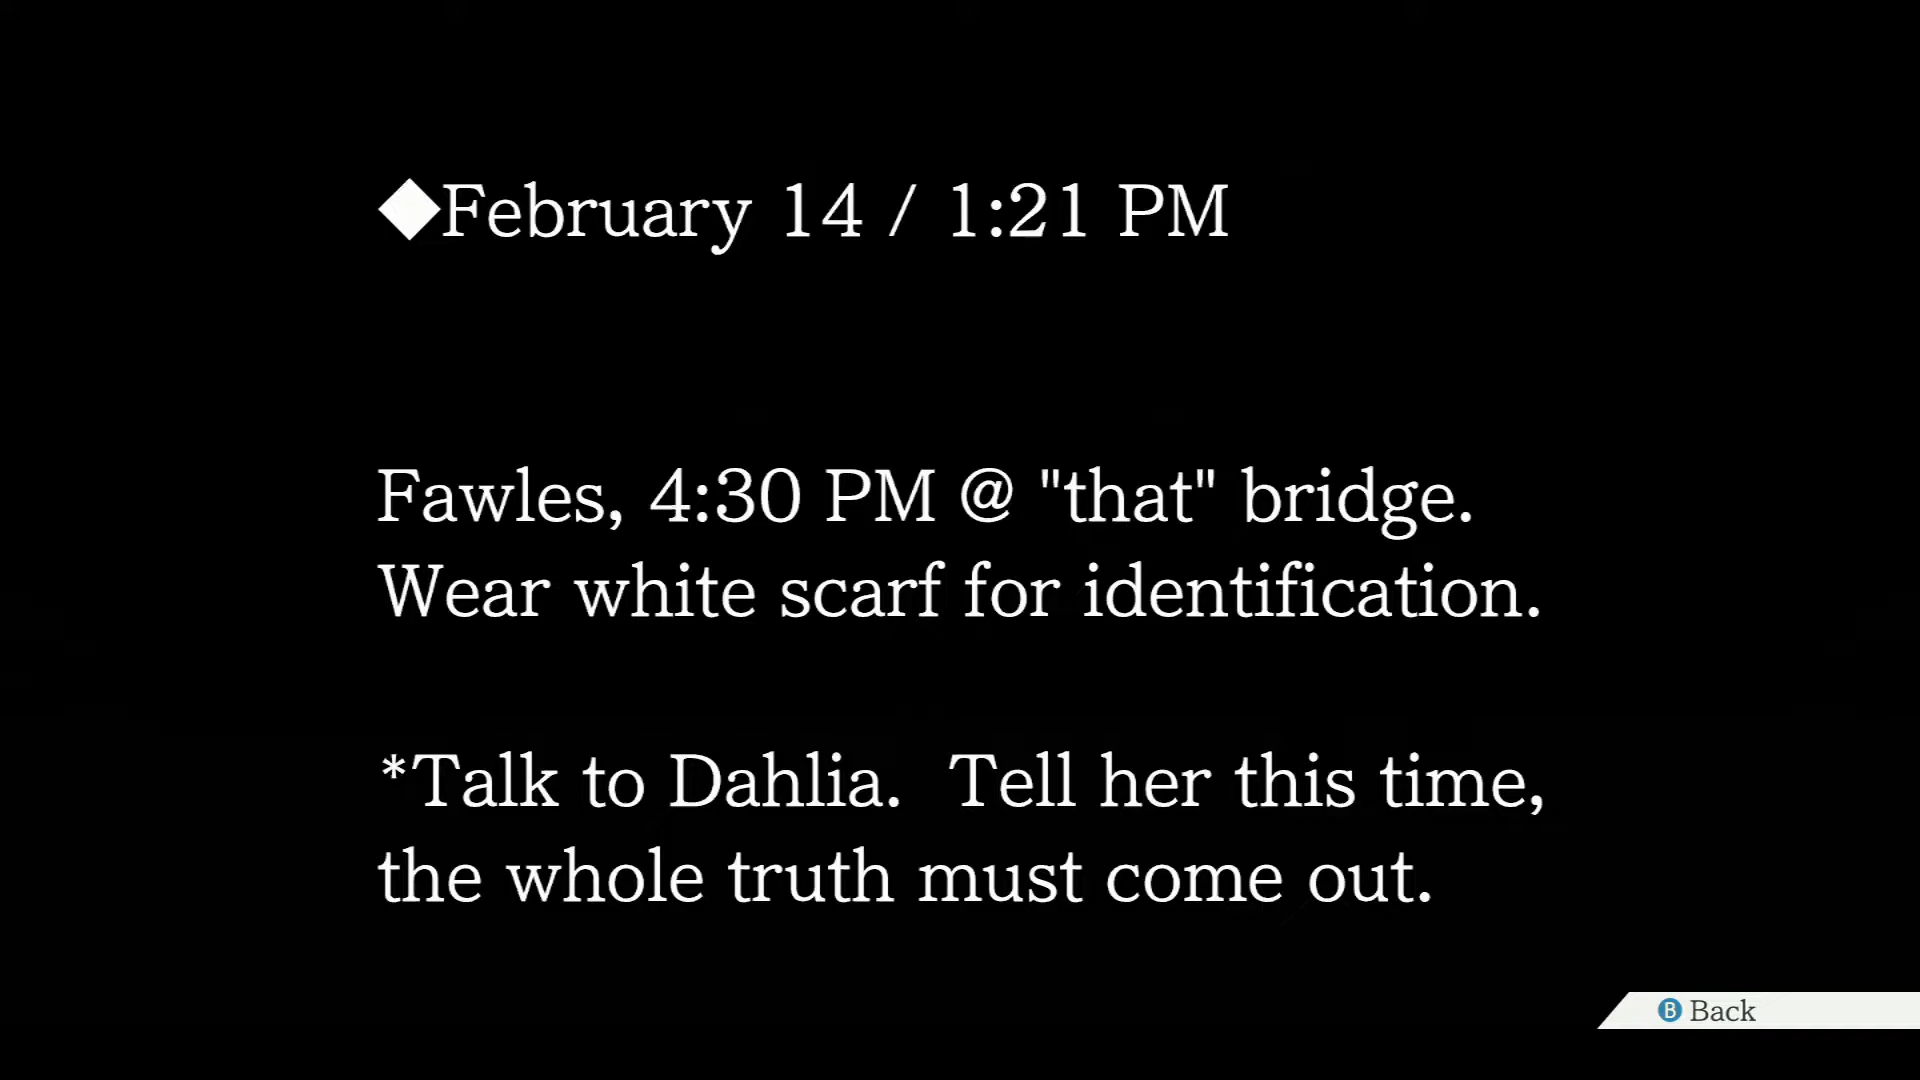 ◆February 14 / 1:21 PM
Fawles, 4:30 PM @ "that" bridge.
Wear white scarf for identification.
*Talk to Dahlia.  Tell her this time,
the whole truth must come out.
B Back